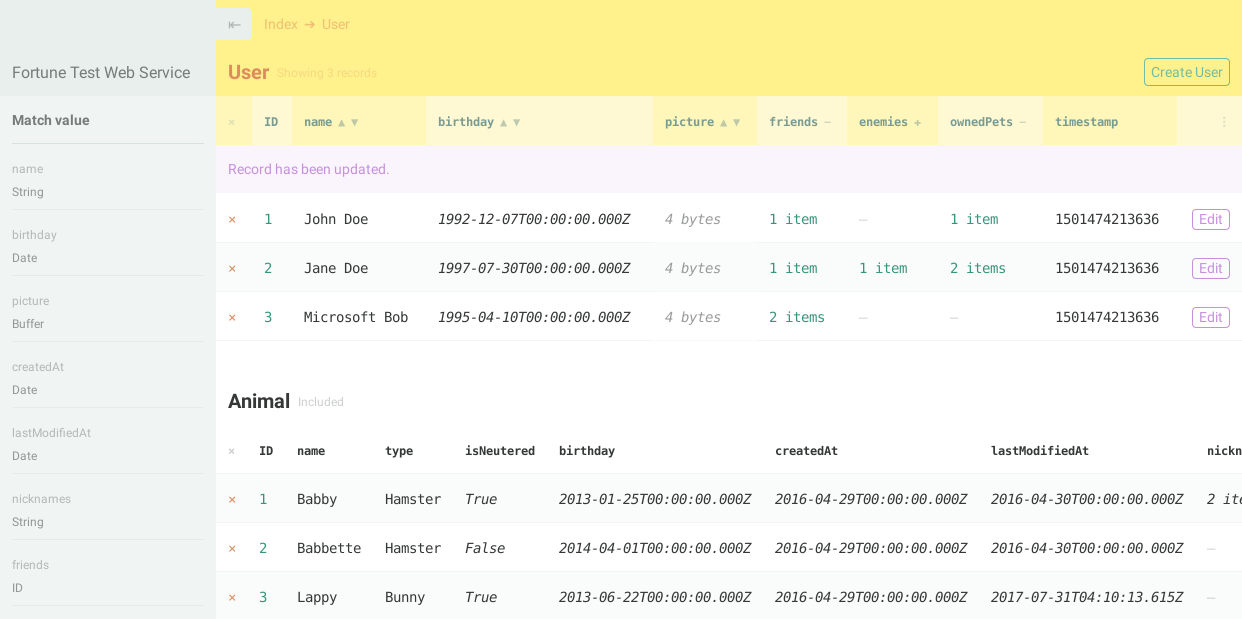 ⇤ Index → User
Fortune Test Web Service
User Showing 3 records Create User
Match value
× ID name ▲ ▼ birthday ▲ ▼ picture ▲ ▼ friends − enemies + ownedPets − timestamp ⋮
Record has been updated.
name
String
× 1 John Doe 1992-12-07T00:00:00.000Z 4 bytes 1 item – 1 item 1501474213636 Edit
birthday
Date
× 2 Jane Doe 1997-07-30T00:00:00.000Z 4 bytes 1 item 1 item 2 items 1501474213636 Edit
picture
Buffer
× 3 Microsoft Bob 1995-04-10T00:00:00.000Z 4 bytes 2 items – – 1501474213636 Edit
createdAt
Date
Animal Included
lastModifiedAt
Date
× ID name type isNeutered birthday createdAt lastModifiedAt nickn
nicknames
String
× 1 Babby Hamster True 2013-01-25T00:00:00.000Z 2016-04-29T00:00:00.000Z 2016-04-30T00:00:00.000Z 2 ite
× 2 Babbette Hamster False 2014-04-01T00:00:00.000Z 2016-04-29T00:00:00.000Z 2016-04-30T00:00:00.000Z –
friends
ID
× 3 Lappy Bunny True 2013-06-22T00:00:00.000Z 2016-04-29T00:00:00.000Z 2017-07-31T04:10:13.615Z –